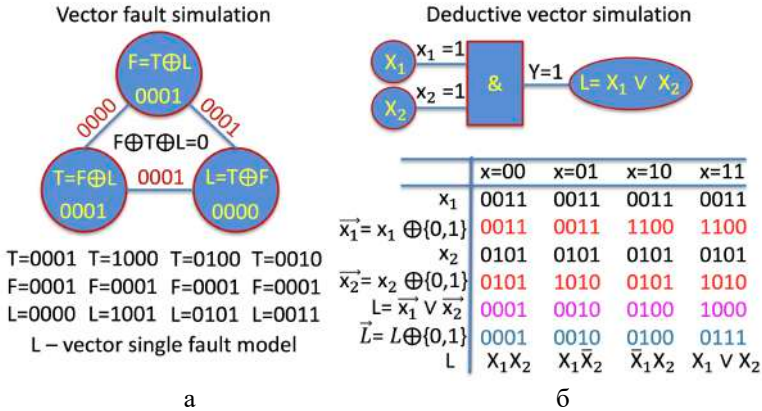 Vector fault simulation
F=T⊕L
0001
0000
0001
F⊕T⊕L=0
T=F⊕L
0001
0001
L=T⊕F
0000
T=0001 T=1000 T=0100 T=0010
F=0001 F=0001 F=0001 F=0001
L=0000 L=1001 L=0101 L=0011
L – vector single fault model
а
Deductive vector simulation
X₁
x₁ =1
X₂
x₂ =1
&
Y=1
L= X₁ ∨ X₂
x=00 x=01 x=10 x=11
x₁ 0011 0011 0011 0011
x₁⃗= x₁ ⊕{0,1} 0011 0011 1100 1100
x₂ 0101 0101 0101 0101
x₂⃗= x₂ ⊕{0,1} 0101 1010 0101 1010
L= x₁⃗ ∨ x₂⃗ 0001 0010 0100 1000
L⃗= L⊕{0,1} 0001 0010 0100 0111
L X₁X₂ X₁X̄₂ X̄₁X₂ X₁ ∨ X₂
б